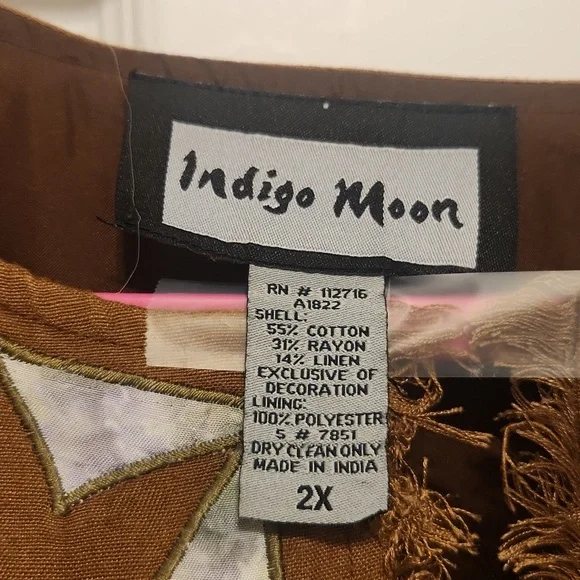 Indigo Moon
RN # 112716
A1822
SHELL:
55% COTTON
31% RAYON
14% LINEN
EXCLUSIVE OF
DECORATION
LINING:
100% POLYESTER
S # 7851
DRY CLEAN ONLY
MADE IN INDIA
2X